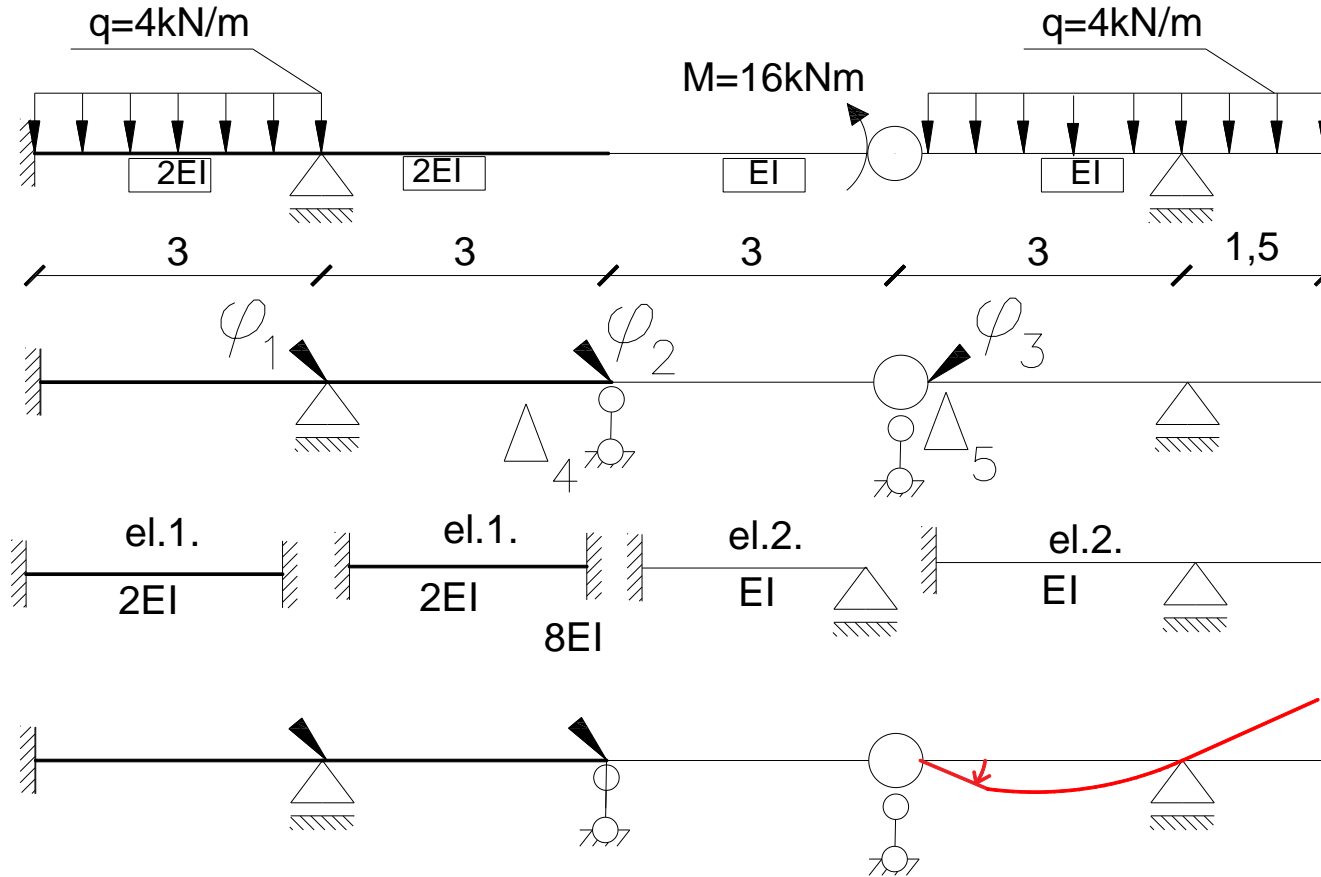 q=4kN/m q=4kN/m
M=16kNm
2EI 2EI EI EI
3 3 3 3 1,5
φ1 φ2 φ3
Δ4 Δ5
el.1. el.1. el.2. el.2.
2EI 2EI EI EI
8EI